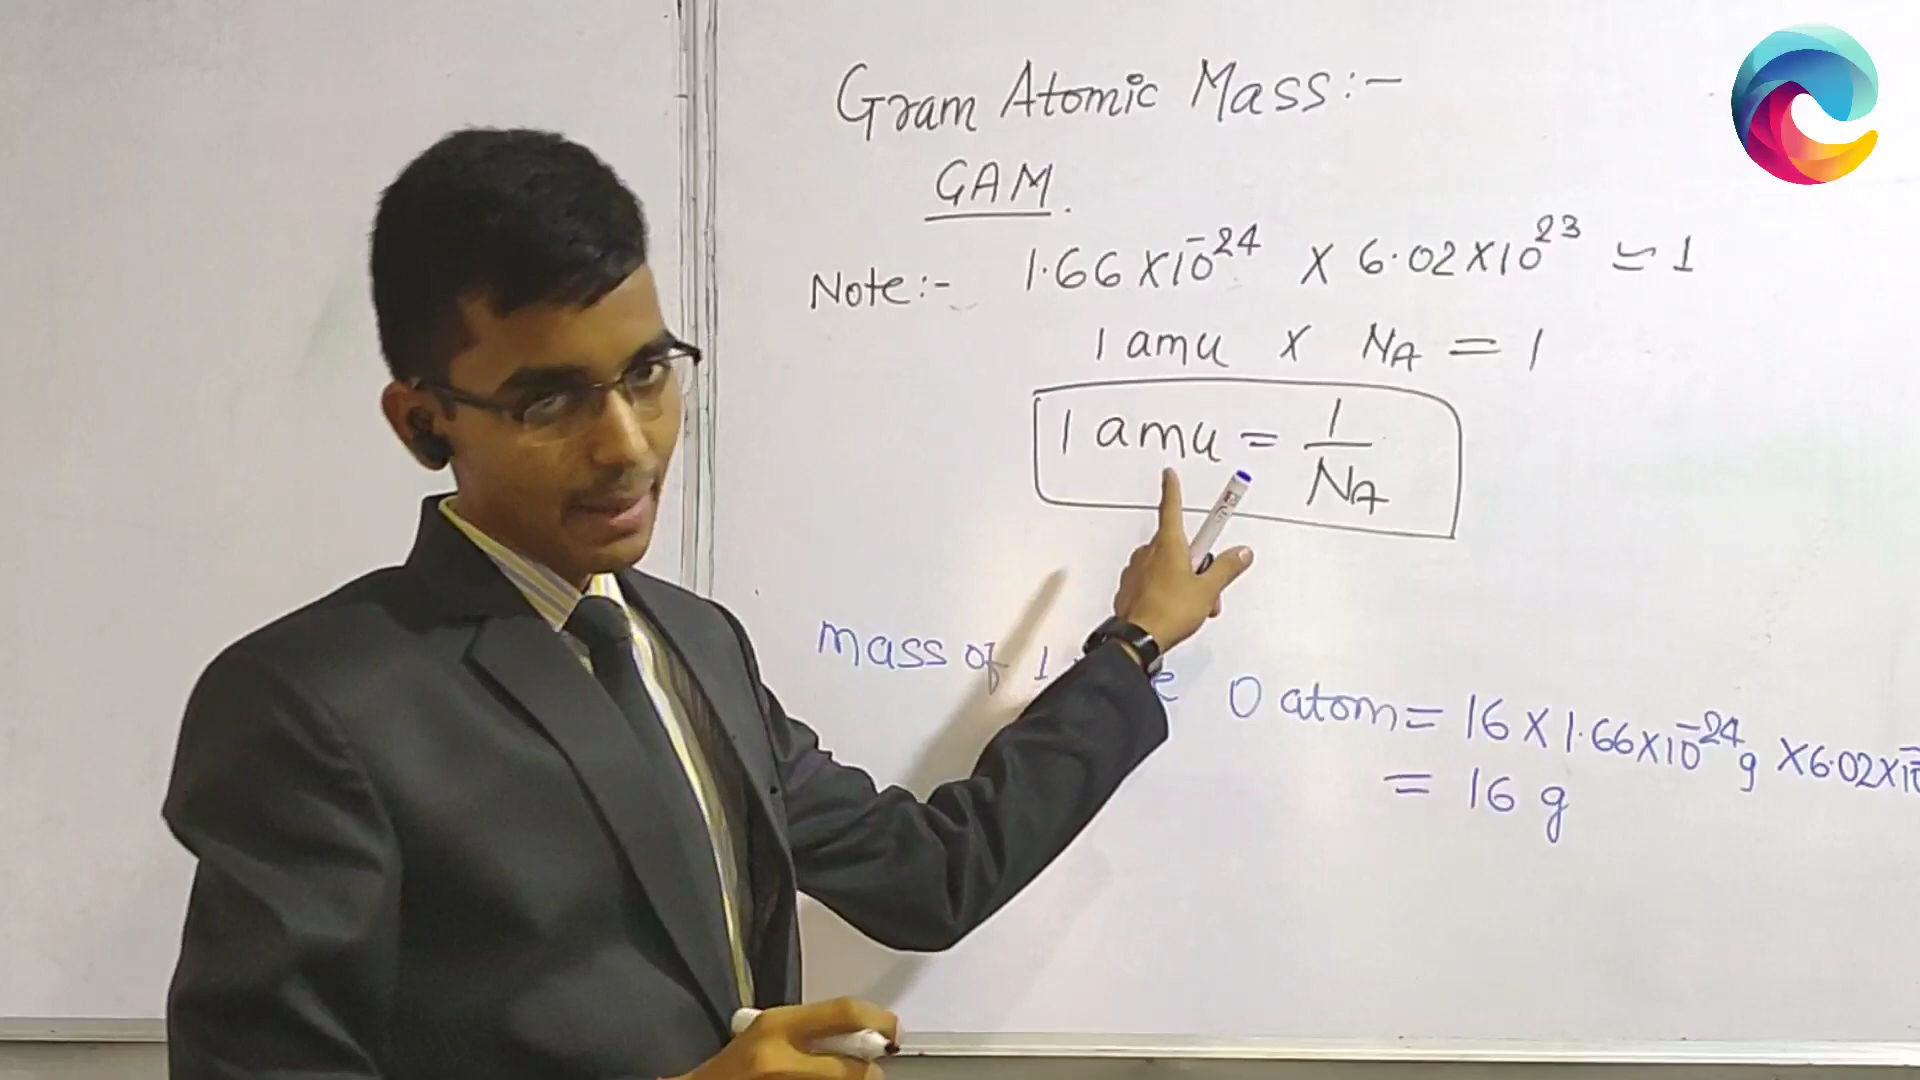 Gram Atomic Mass:-
GAM.
Note:- 1.66 X 10⁻²⁴ X 6.02 X 10²³ ≃ 1
1 amu X NA = 1
1 amu = 1/NA
Mass of 1 O atom = 16 X 1.66 X 10⁻²⁴ g X 6.02 X 10
= 16 g